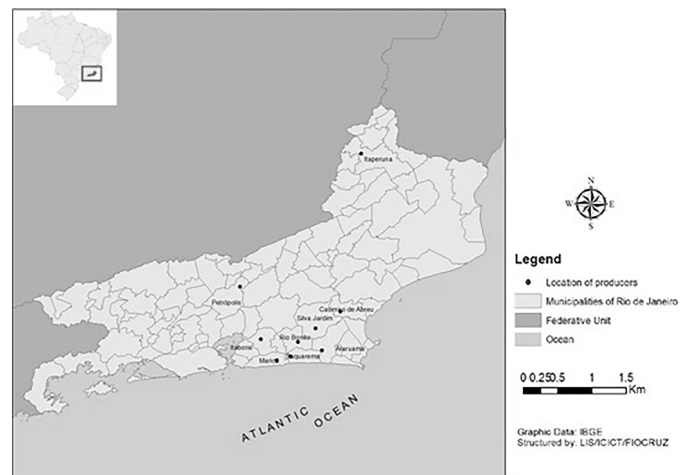 Itaperuna
Petrópolis
Casimiro de Abreu
Silva Jardim
Rio Bonito
Itaboraí
Araruama
Maricá
Saquarema
ATLANTIC OCEAN
N
W E
S
Legend
Location of producers
Municipalities of Rio de Janeiro
Federative Unit
Ocean
0 0.250.5 1 1.5
Km
Graphic Data: IBGE
Structured by: LIS/ICICT/FIOCRUZ